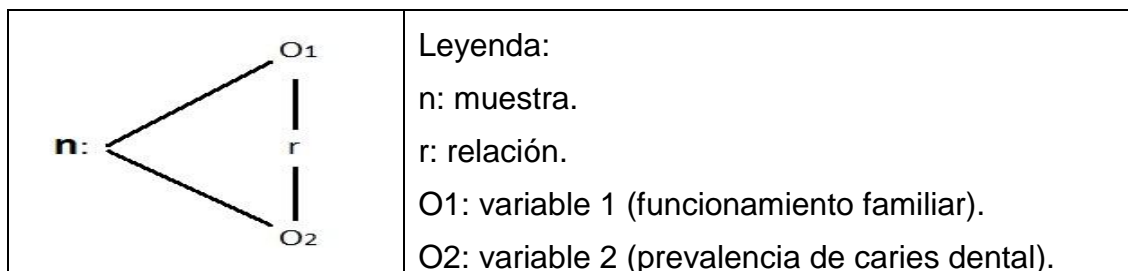 O1
n:
r
O2
Leyenda:
n: muestra.
r: relación.
O1: variable 1 (funcionamiento familiar).
O2: variable 2 (prevalencia de caries dental).